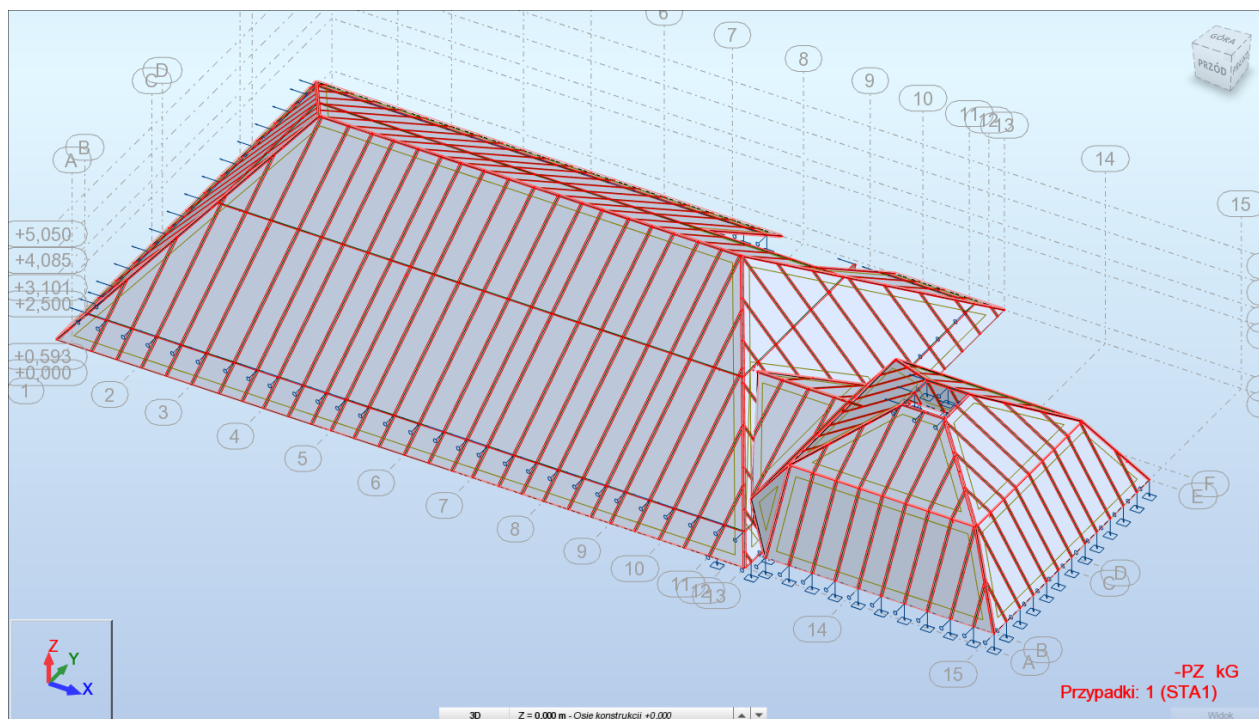 6
7
8
9
10
11
12
13
14
15
GÓRA
PRZÓD
C
D
A
B
+5,050
+4,085
+3,101
+2,500
+0,593
+0,000
1
2
3
4
5
6
7
8
9
10
11
12
13
14
15
F
E
D
C
B
A
Z
Y
X
-PZ kG
Przypadki: 1 (STA1)
3D Z = 0,000 m - Osie konstrukcji +0,000
Widok